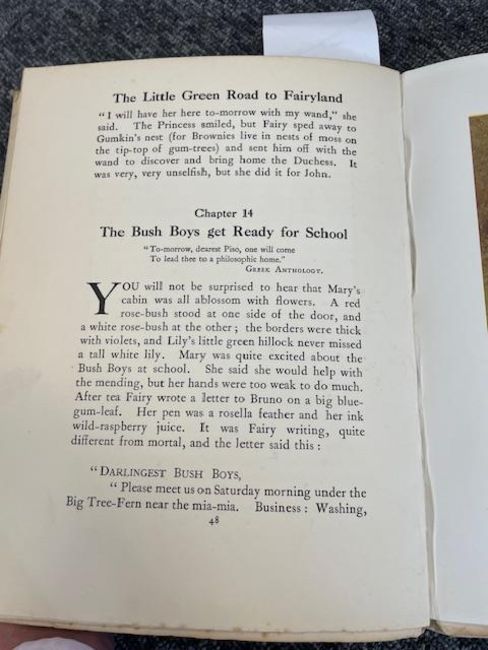 The Little Green Road to Fairyland
"I will have her here to-morrow with my wand," she
said. The Princess smiled, but Fairy sped away to
Gumkin's nest (for Brownies live in nests of moss on
the tip-top of gum-trees) and sent him off with the
wand to discover and bring home the Duchess. It
was very, very unselfish, but she did it for John.
Chapter 14
The Bush Boys get Ready for School
"To-morrow, dearest Piso, one will come
To lead thee to a philosophic home."
GREEK ANTHOLOGY.
YOU will not be surprised to hear that Mary's
cabin was all ablossom with flowers. A red
rose-bush stood at one side of the door, and
a white rose-bush at the other; the borders were thick
with violets, and Lily's little green hillock never missed
a tall white lily. Mary was quite excited about the
Bush Boys at school. She said she would help with
the mending, but her hands were too weak to do much.
After tea Fairy wrote a letter to Bruno on a big blue-
gum-leaf. Her pen was a rosella feather and her ink
wild-raspberry juice. It was Fairy writing, quite
different from mortal, and the letter said this:
"DARLINGEST BUSH BOYS,
"Please meet us on Saturday morning under the
Big Tree-Fern near the mia-mia. Business: Washing,
48